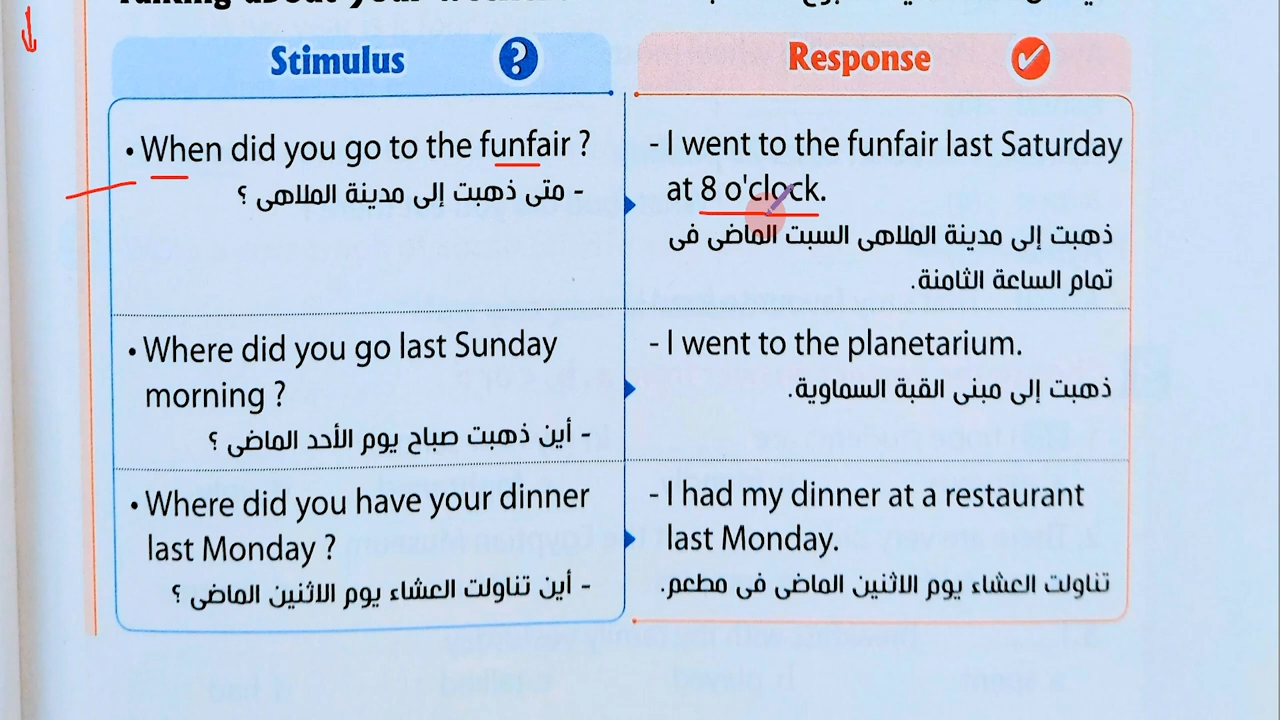 Talking about your weekend
Stimulus ?
Response
• When did you go to the funfair ?
- متى ذهبت إلى مدينة الملاهى ؟
- I went to the funfair last Saturday
at 8 o'clock.
ذهبت إلى مدينة الملاهى السبت الماضى فى
تمام الساعة الثامنة.
• Where did you go last Sunday
morning ?
- أين ذهبت صباح يوم الأحد الماضى ؟
- I went to the planetarium.
ذهبت إلى مبنى القبة السماوية.
• Where did you have your dinner
last Monday ?
- أين تناولت العشاء يوم الاثنين الماضى ؟
- I had my dinner at a restaurant
last Monday.
تناولت العشاء يوم الاثنين الماضى فى مطعم.